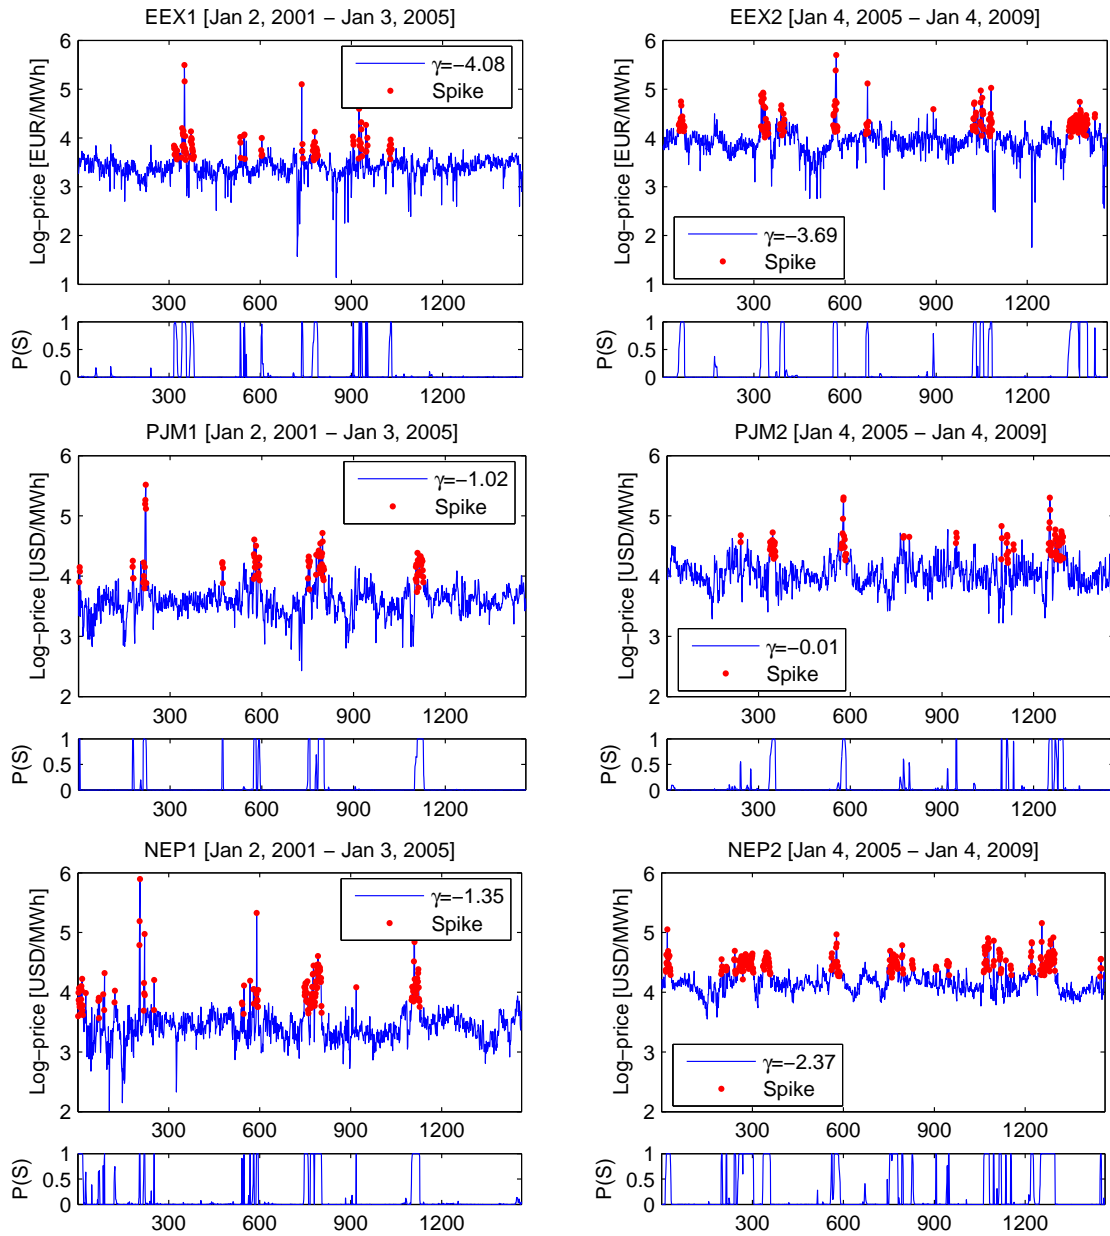 EEX1 [Jan 2, 2001 − Jan 3, 2005]
Log−price [EUR/MWh]
6
5
4
3
2
1
γ=−4.08
Spike
300 600 900 1200
P(S)
1
0.5
0
300 600 900 1200
EEX2 [Jan 4, 2005 − Jan 4, 2009]
Log−price [EUR/MWh]
6
5
4
3
2
1
γ=−3.69
Spike
300 600 900 1200
P(S)
1
0.5
0
300 600 900 1200
PJM1 [Jan 2, 2001 − Jan 3, 2005]
Log−price [USD/MWh]
6
5
4
3
2
γ=−1.02
Spike
300 600 900 1200
P(S)
1
0.5
0
300 600 900 1200
PJM2 [Jan 4, 2005 − Jan 4, 2009]
Log−price [USD/MWh]
6
5
4
3
2
γ=−0.01
Spike
300 600 900 1200
P(S)
1
0.5
0
300 600 900 1200
NEP1 [Jan 2, 2001 − Jan 3, 2005]
Log−price [USD/MWh]
6
5
4
3
2
γ=−1.35
Spike
300 600 900 1200
P(S)
1
0.5
0
300 600 900 1200
NEP2 [Jan 4, 2005 − Jan 4, 2009]
Log−price [USD/MWh]
6
5
4
3
2
γ=−2.37
Spike
300 600 900 1200
P(S)
1
0.5
0
300 600 900 1200